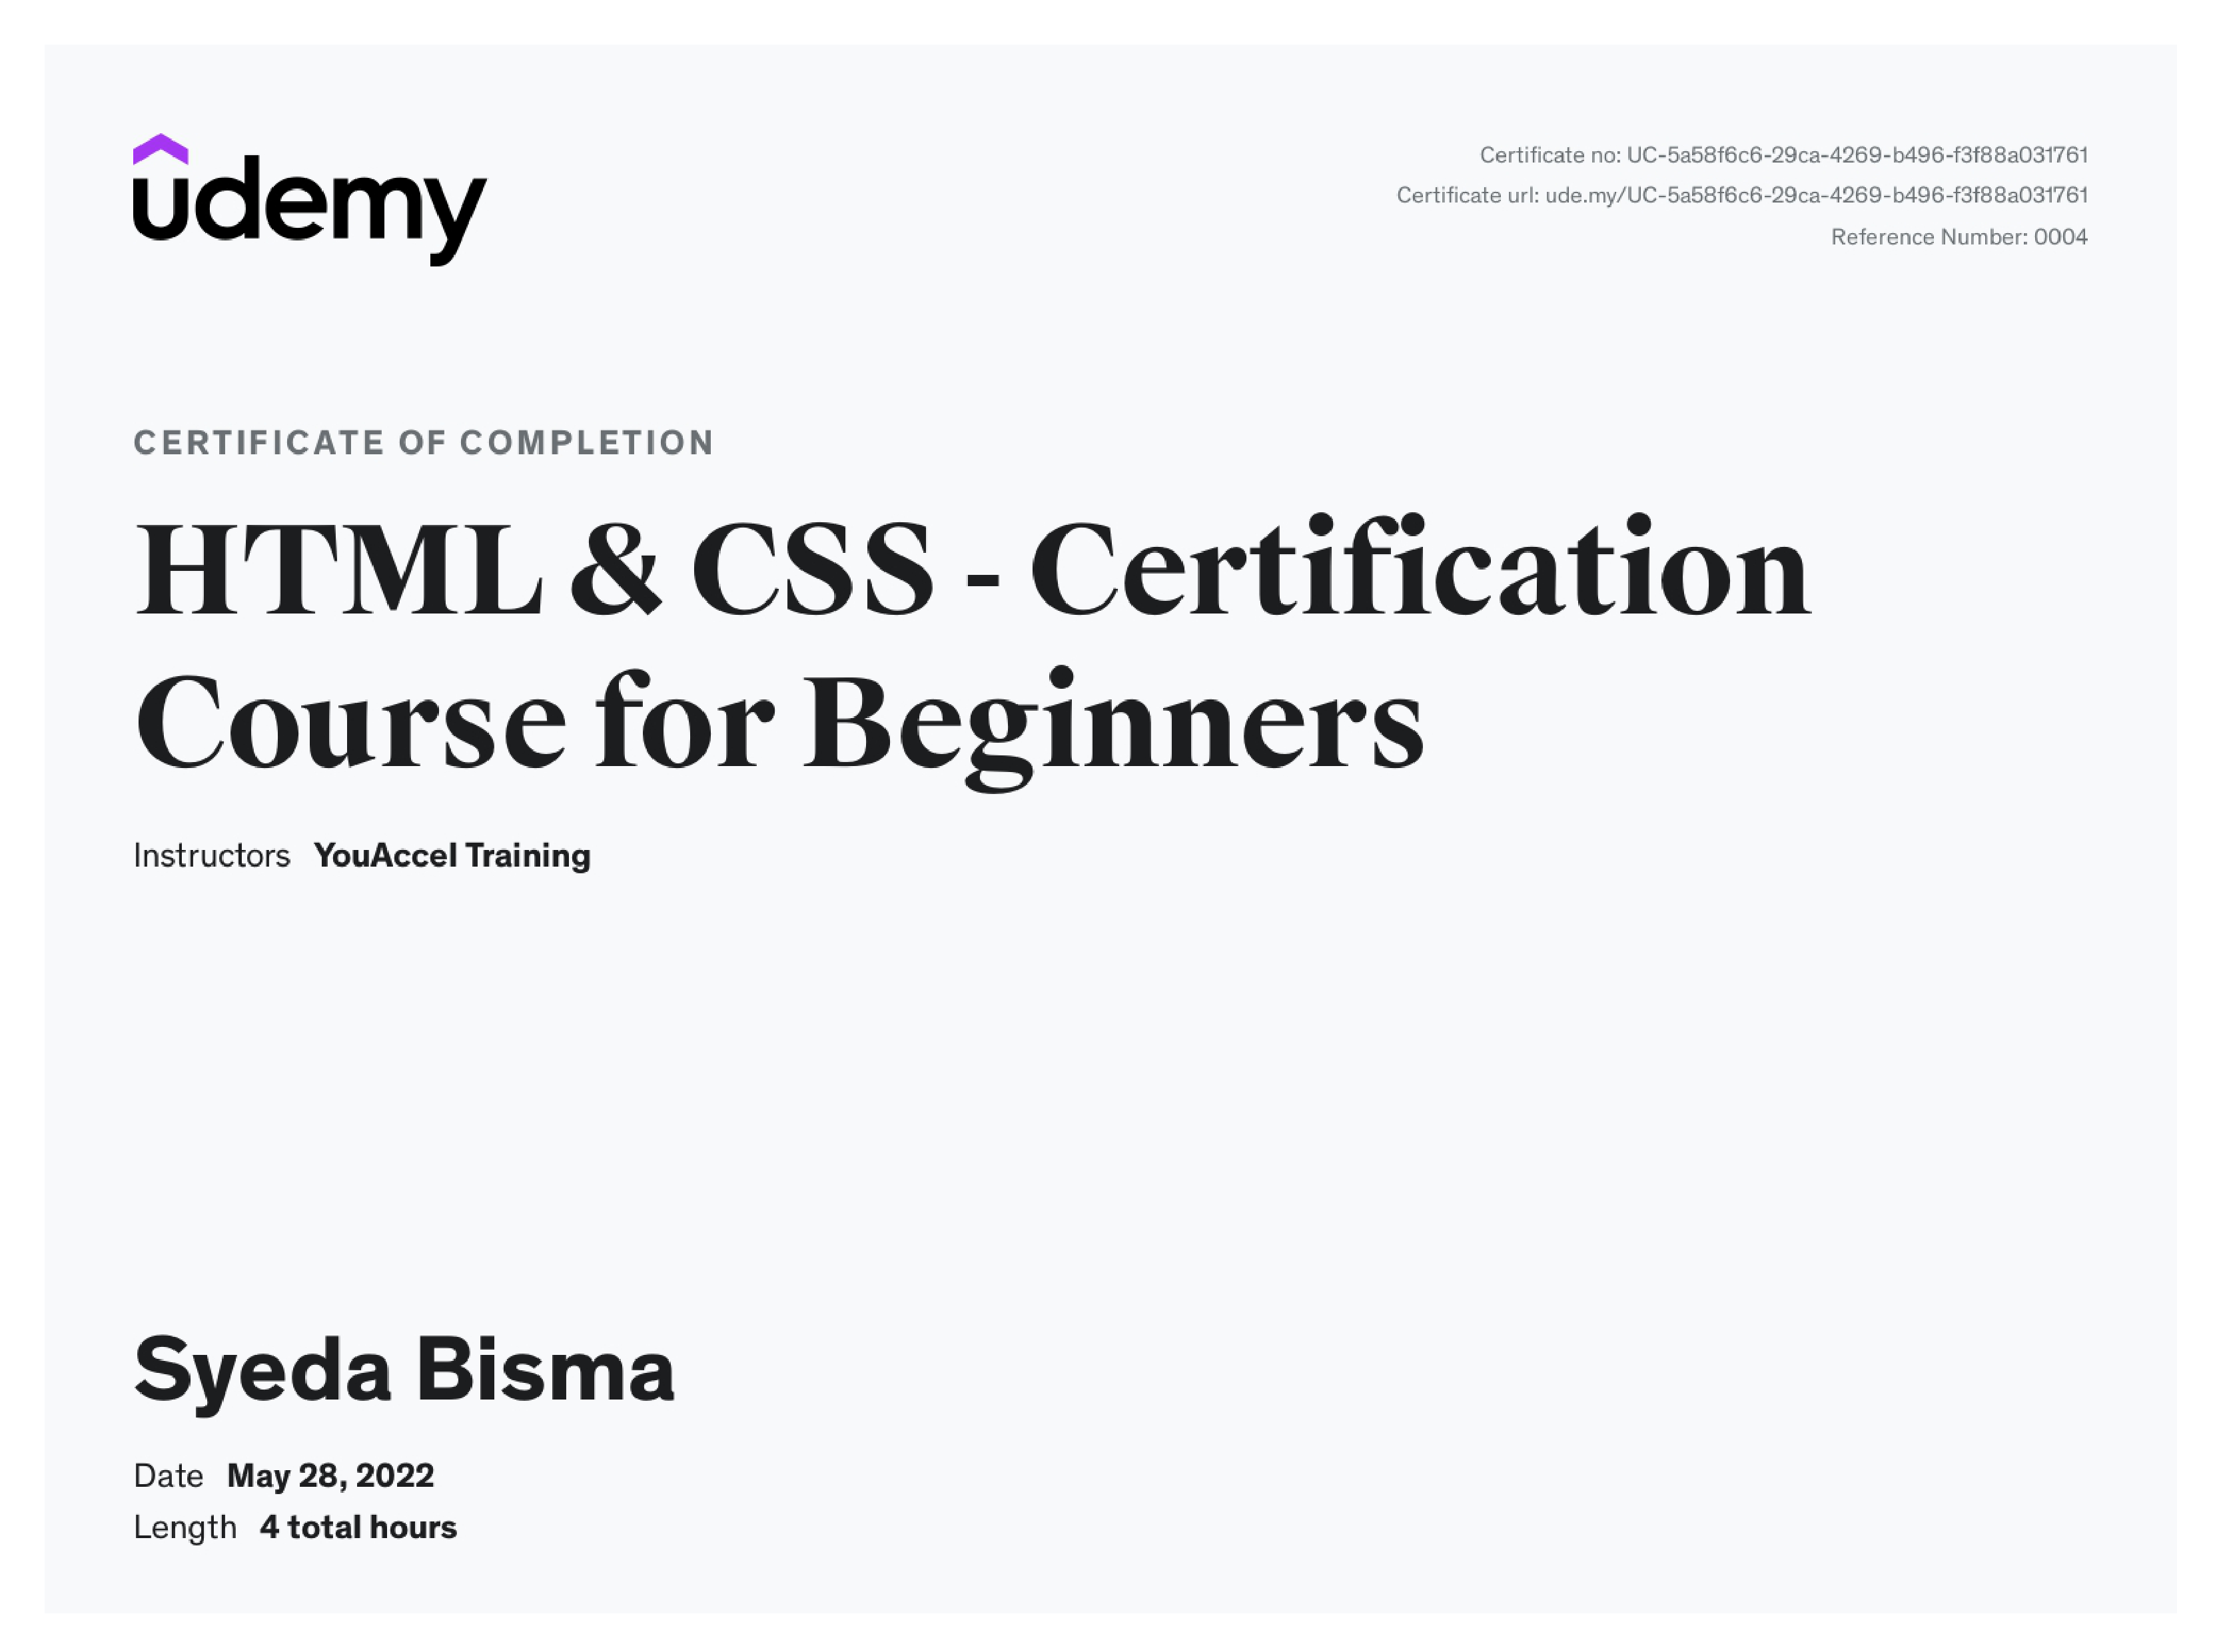 udemy
Certificate no: UC-5a58f6c6-29ca-4269-b496-f3f88a031761
Certificate url: ude.my/UC-5a58f6c6-29ca-4269-b496-f3f88a031761
Reference Number: 0004
CERTIFICATE OF COMPLETION
HTML & CSS - Certification
Course for Beginners
Instructors YouAccel Training
Syeda Bisma
Date May 28, 2022
Length 4 total hours